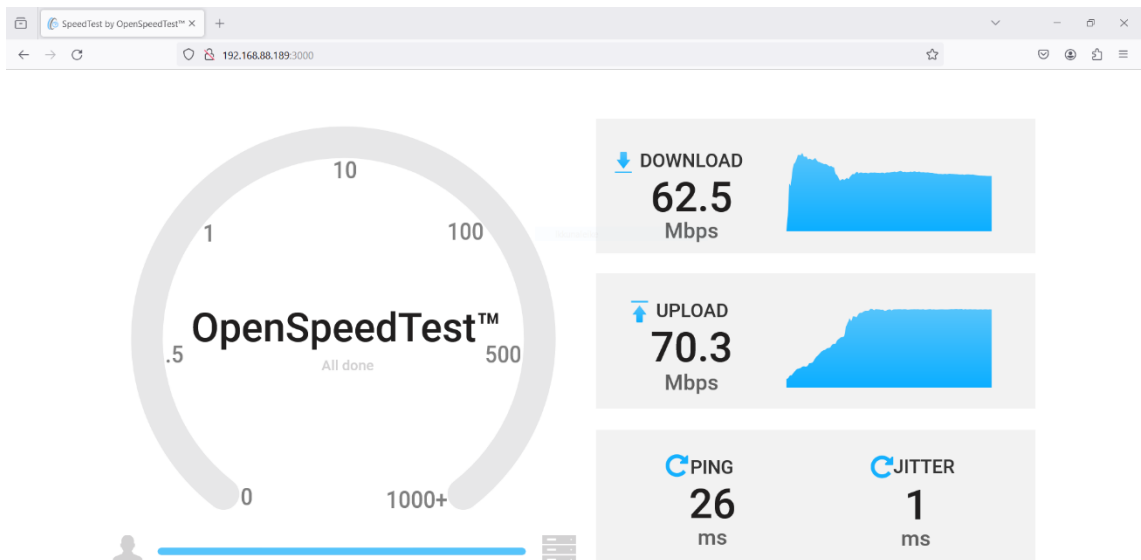 SpeedTest by OpenSpeedTest™
192.168.88.189:3000
10
1
100
OpenSpeedTest™
.5
500
All done
0
1000+
DOWNLOAD
62.5
Mbps
UPLOAD
70.3
Mbps
PING
26
ms
JITTER
1
ms